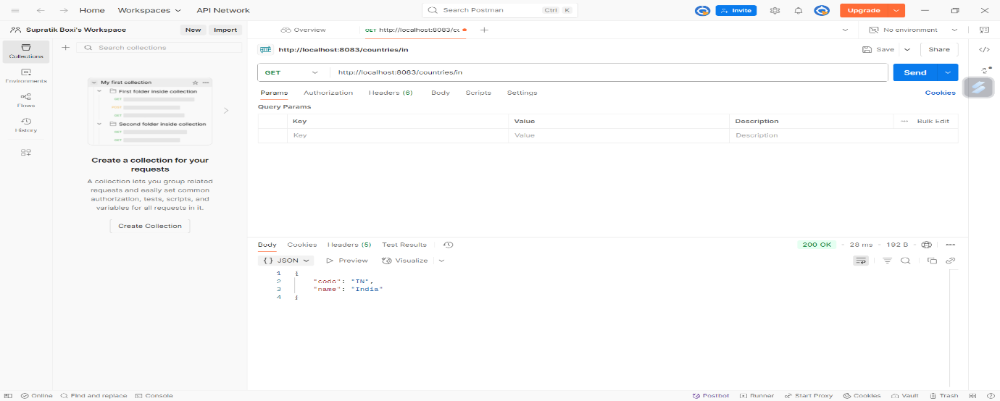 Home Workspaces API Network Search Postman Ctrl K Invite Upgrade
Supratik Boxi's Workspace New Import Overview GET http://localhost:8083/cc No environment
Collections
Search collections
http://localhost:8083/countries/in Save Share
Environments
Flows
History
My first collection
First folder inside collection
GET
POST
GET
Second folder inside collection
GET
GET
Create a collection for your
requests
A collection lets you group related
requests and easily set common
authorization, tests, scripts, and
variables for all requests in it.
Create Collection
GET http://localhost:8083/countries/in Send
Params Authorization Headers (6) Body Scripts Settings Cookies
Query Params
Key Value Description Bulk Edit
Key Value Description
Body Cookies Headers (5) Test Results 200 OK 28 ms 192 B
{} JSON Preview Visualize
1 {
2 "code": "IN",
3 "name": "India"
4 }
Online Find and replace Console Postbot Runner Start Proxy Cookies Vault Trash